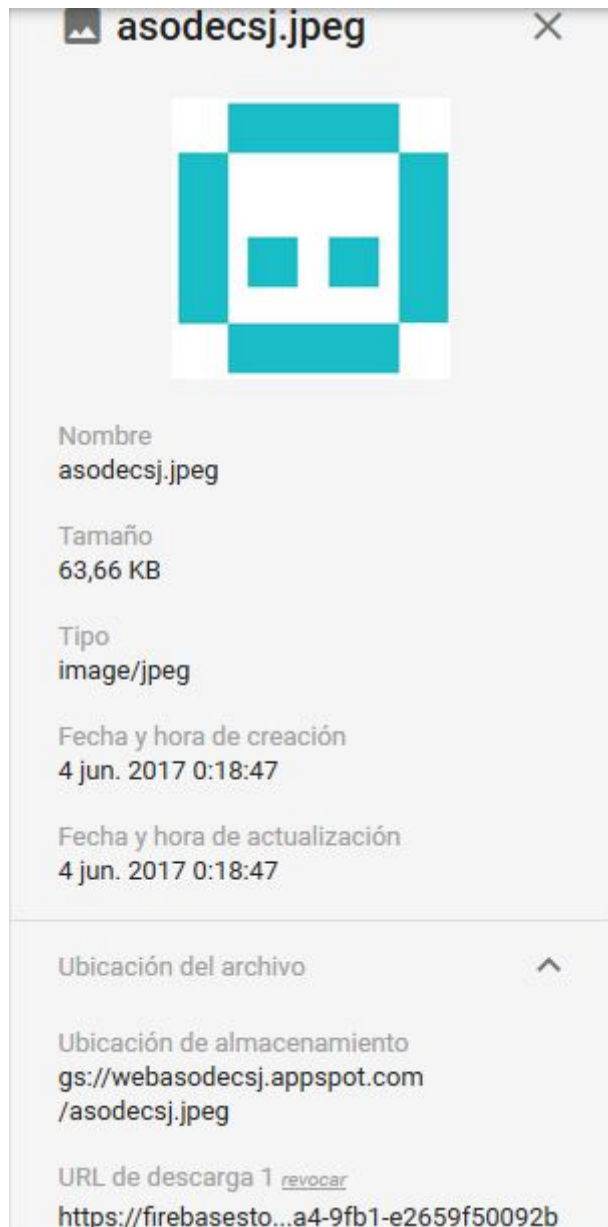 asodecsj.jpeg
Nombre
asodecsj.jpeg
Tamaño
63,66 KB
Tipo
image/jpeg
Fecha y hora de creación
4 jun. 2017 0:18:47
Fecha y hora de actualización
4 jun. 2017 0:18:47
Ubicación del archivo
Ubicación de almacenamiento
gs://webasodecsj.appspot.com
/asodecsj.jpeg
URL de descarga 1 revocar
https://firebasesto...a4-9fb1-e2659f50092b